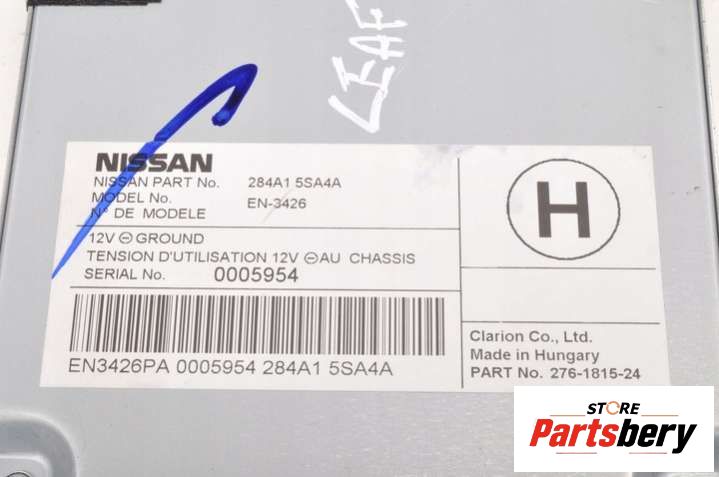 LEAF
NISSAN
NISSAN PART No. 284A1 5SA4A
MODEL No. EN-3426
N° DE MODELE
12V ⊖ GROUND
TENSION D'UTILISATION 12V ⊖ AU CHASSIS
SERIAL No. 0005954
EN3426PA 0005954 284A1 5SA4A
H
Clarion Co., Ltd.
Made in Hungary
PART No. 276-1815-24
STORE
Partsbery